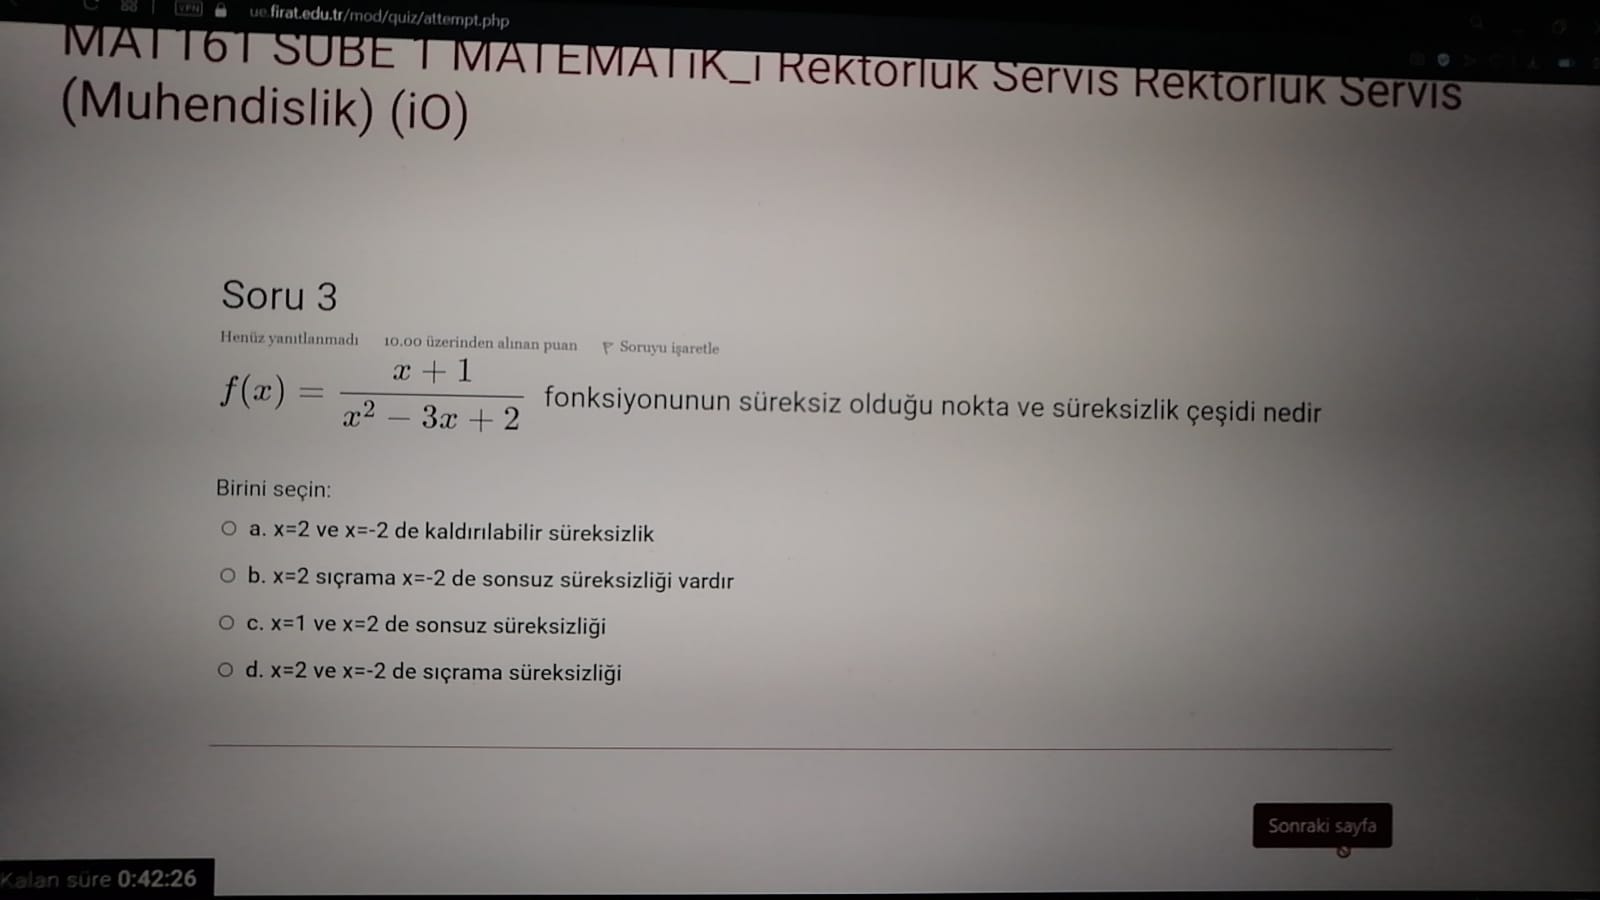 VPN ue.firat.edu.tr/mod/quiz/attempt.php
MAT161 SUBE 1 MATEMATiK_i Rektorluk Servis Rektorluk Servis
(Muhendislik) (iO)
Soru 3
Henüz yanıtlanmadı 10,00 üzerinden alınan puan Soruyu işaretle
f(x) = \frac{x + 1}{x^2 - 3x + 2} fonksiyonunun süreksiz olduğu nokta ve süreksizlik çeşidi nedir
Birini seçin:
a. x=2 ve x=-2 de kaldırılabilir süreksizlik
b. x=2 sıçrama x=-2 de sonsuz süreksizliği vardır
c. x=1 ve x=2 de sonsuz süreksizliği
d. x=2 ve x=-2 de sıçrama süreksizliği
Sonraki sayfa
Kalan süre 0:42:26